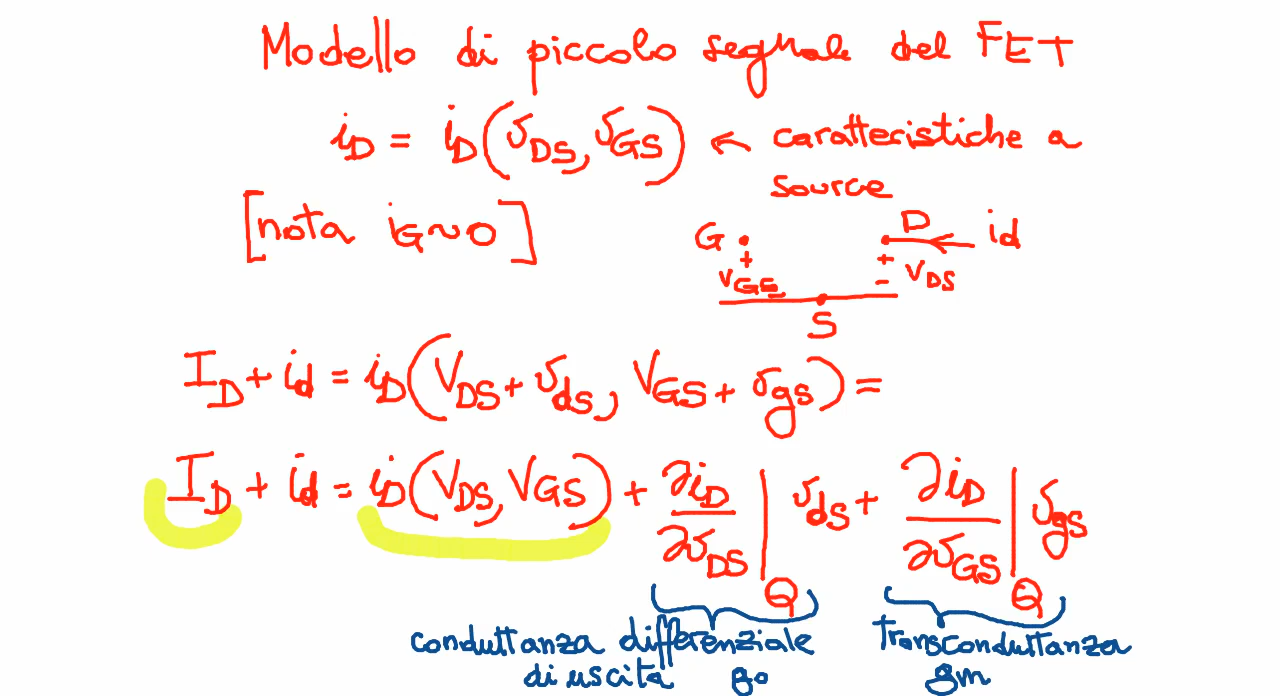 Modello di piccolo segnale del FET
iD = iD(vDS, vGS) ← caratteristiche a
source
[nota iG ~ 0]
G D id
+ + -
vGS vDS
S
ID + id = iD(VDS + vds, VGS + vgs) =
ID + id = iD(VDS, VGS) + ∂iD/∂vDS |Q vds + ∂iD/∂vGS |Q vgs
conduttanza differenziale transconduttanza
di uscita go gm